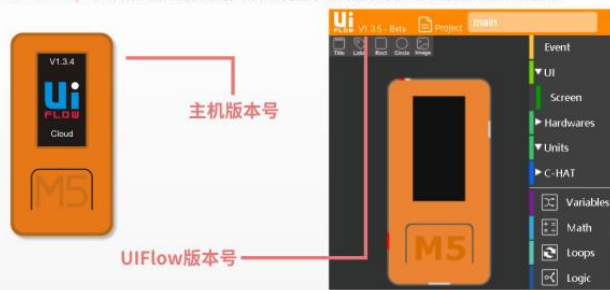 V1.3.4
Ui
FLOW
Cloud
M5
主机版本号
UIFlow版本号
Ui
FLOW
V1.3.6 - Beta
Project
main
Title
Label
Rect
Circle
Image
M5
Event
UI
Screen
Hardwares
Units
C-HAT
Variables
Math
Loops
Logic